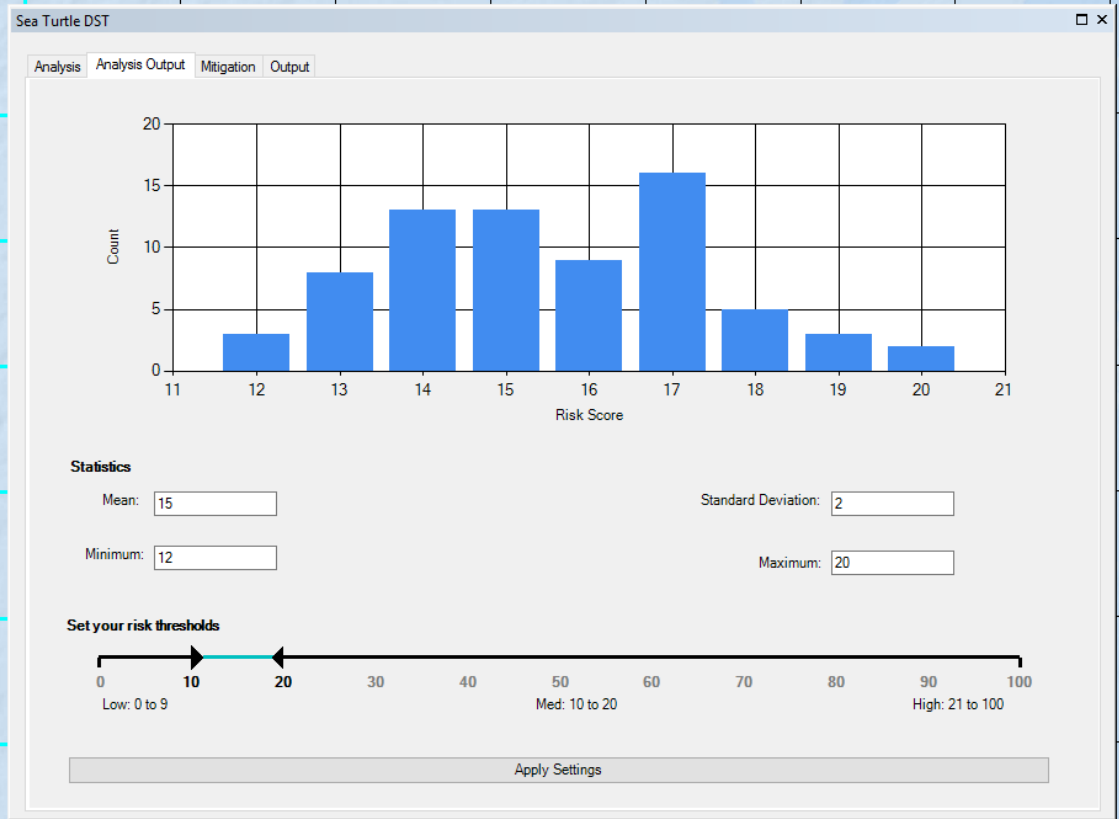 Sea Turtle DST
Analysis Analysis Output Mitigation Output
20
15
10
5
0
Count
11 12 13 14 15 16 17 18 19 20 21
Risk Score
Statistics
Mean: 15 Standard Deviation: 2
Minimum: 12 Maximum: 20
Set your risk thresholds
0 10 20 30 40 50 60 70 80 90 100
Low: 0 to 9 Med: 10 to 20 High: 21 to 100
Apply Settings